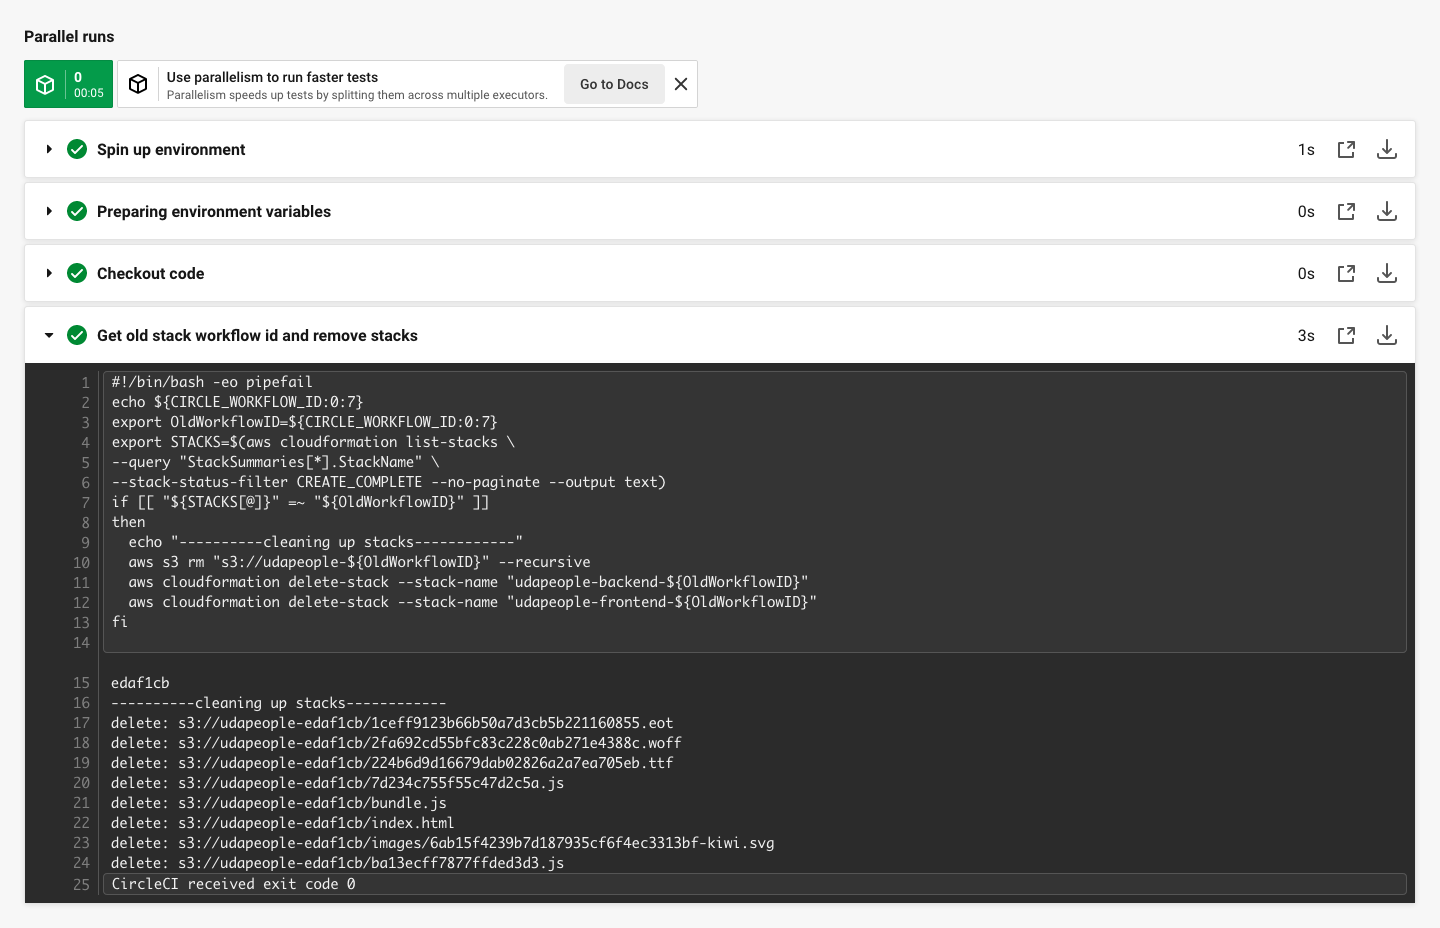 Parallel runs
0
00:05
Use parallelism to run faster tests
Parallelism speeds up tests by splitting them across multiple executors.
Go to Docs
Spin up environment 1s
Preparing environment variables 0s
Checkout code 0s
Get old stack workflow id and remove stacks 3s
1 #!/bin/bash -eo pipefail
2 echo ${CIRCLE_WORKFLOW_ID:0:7}
3 export OldWorkflowID=${CIRCLE_WORKFLOW_ID:0:7}
4 export STACKS=$(aws cloudformation list-stacks \
5 --query "StackSummaries[*].StackName" \
6 --stack-status-filter CREATE_COMPLETE --no-paginate --output text)
7 if [[ "${STACKS[@]}" =~ "${OldWorkflowID}" ]]
8 then
9   echo "----------cleaning up stacks------------"
10   aws s3 rm "s3://udapeople-${OldWorkflowID}" --recursive
11   aws cloudformation delete-stack --stack-name "udapeople-backend-${OldWorkflowID}"
12   aws cloudformation delete-stack --stack-name "udapeople-frontend-${OldWorkflowID}"
13 fi
14
15 edaf1cb
16 ----------cleaning up stacks------------
17 delete: s3://udapeople-edaf1cb/1ceff9123b66b50a7d3cb5b221160855.eot
18 delete: s3://udapeople-edaf1cb/2fa692cd55bfc83c228c0ab271e4388c.woff
19 delete: s3://udapeople-edaf1cb/224b6d9d16679dab02826a2a7ea705eb.ttf
20 delete: s3://udapeople-edaf1cb/7d234c755f55c47d2c5a.js
21 delete: s3://udapeople-edaf1cb/bundle.js
22 delete: s3://udapeople-edaf1cb/index.html
23 delete: s3://udapeople-edaf1cb/images/6ab15f4239b7d187935cf6f4ec3313bf-kiwi.svg
24 delete: s3://udapeople-edaf1cb/ba13ecff7877ffded3d3.js
25 CircleCI received exit code 0